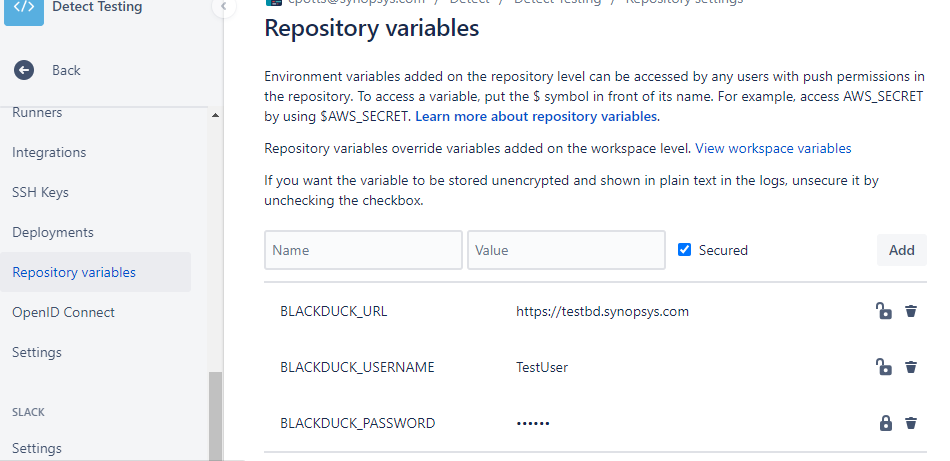 </>
Detect Testing
cpotts@synopsys.com / Detect / Detect Testing / Repository settings
Repository variables
Back
Environment variables added on the repository level can be accessed by any users with push permissions in
the repository. To access a variable, put the $ symbol in front of its name. For example, access AWS_SECRET
by using $AWS_SECRET. Learn more about repository variables.
Repository variables override variables added on the workspace level. View workspace variables
If you want the variable to be stored unencrypted and shown in plain text in the logs, unsecure it by
unchecking the checkbox.
Runners
Integrations
SSH Keys
Deployments
Repository variables
OpenID Connect
Settings
SLACK
Settings
Name Value Secured Add
BLACKDUCK_URL https://testbd.synopsys.com
BLACKDUCK_USERNAME TestUser
BLACKDUCK_PASSWORD ••••••